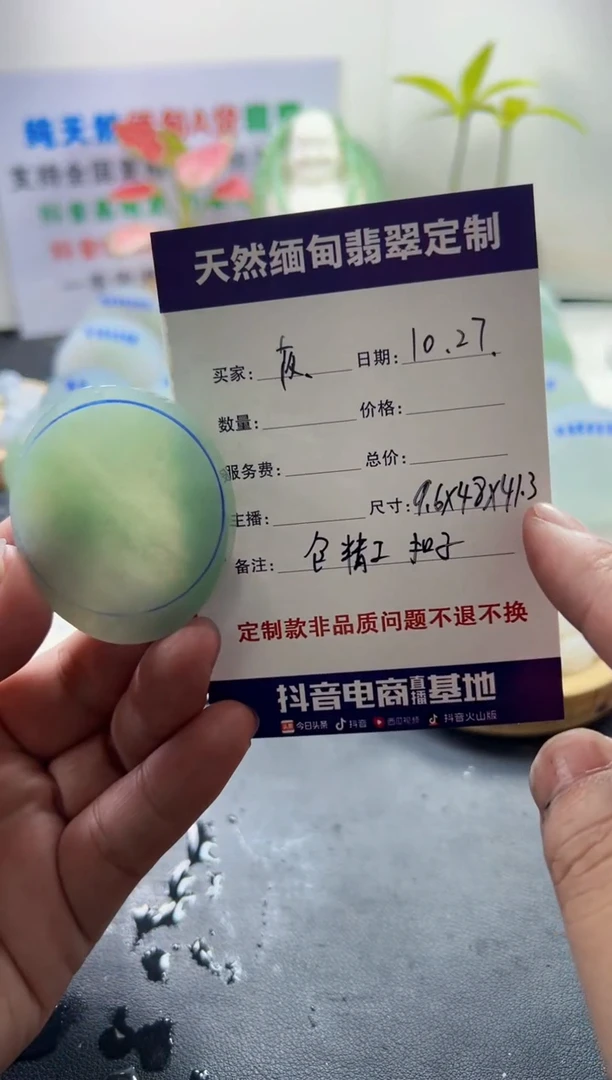 天然缅甸翡翠定制
买家：夜 日期：10.27
数量： 价格：
服务费： 总价：
主播： 尺寸：9.6X48X41.3
备注：包精工 扣子
定制款非品质问题不退不换
抖音电商直播基地
今日头条 抖音 西瓜视频 抖音火山版